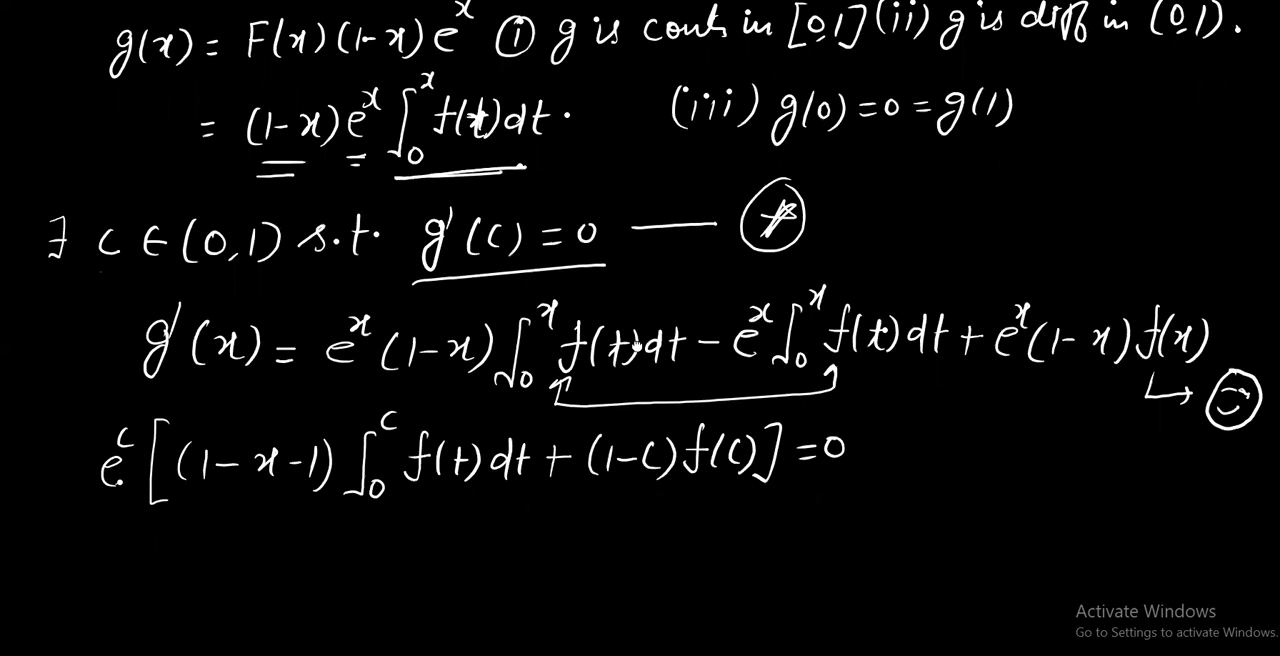 g(x) = F(x)(1-x)e^x ① g is cont in [0,1] (ii) g is diff in (0,1).
= (1-x)e^x ∫_0^x f(t)dt. (iii) g(0)=0=g(1)
∃ c ∈ (0,1) s.t. g'(c) = 0 —
g'(x) = e^x(1-x)∫_0^x f(t)dt - e^x∫_0^x f(t)dt + e^x(1-x)f(x)
e^c[(1-x-1)∫_0^c f(t)dt + (1-c)f(c)] = 0
Activate Windows
Go to Settings to activate Windows.